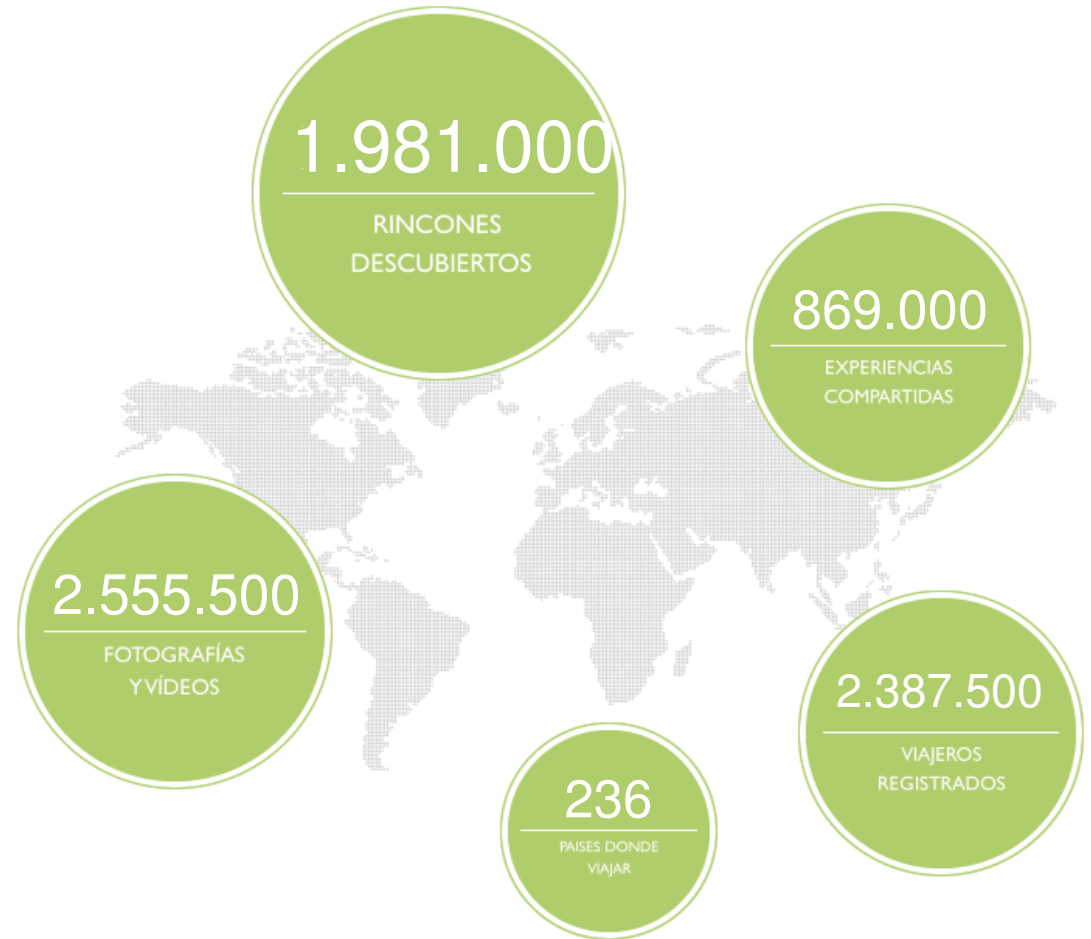 1.981.000
RINCONES
DESCUBIERTOS
869.000
EXPERIENCIAS
COMPARTIDAS
2.555.500
FOTOGRAFÍAS
Y VÍDEOS
2.387.500
VIAJEROS
REGISTRADOS
236
PAISES DONDE
VIAJAR